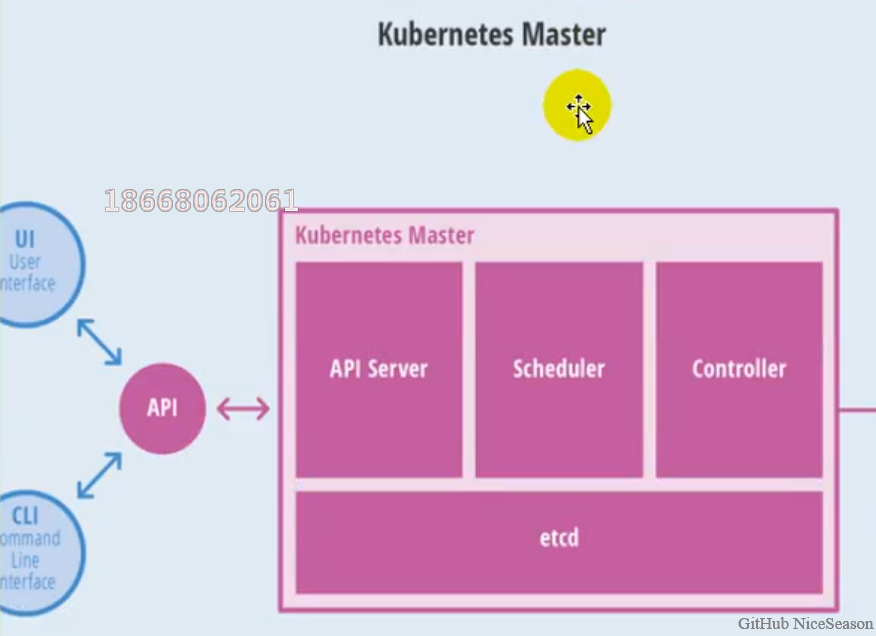 Kubernetes Master
18668062061
Kubernetes Master
UI
User
nterface
API Server
Scheduler
Controller
API
CLI
ommand
Line
nterface
etcd
GitHub NiceSeason